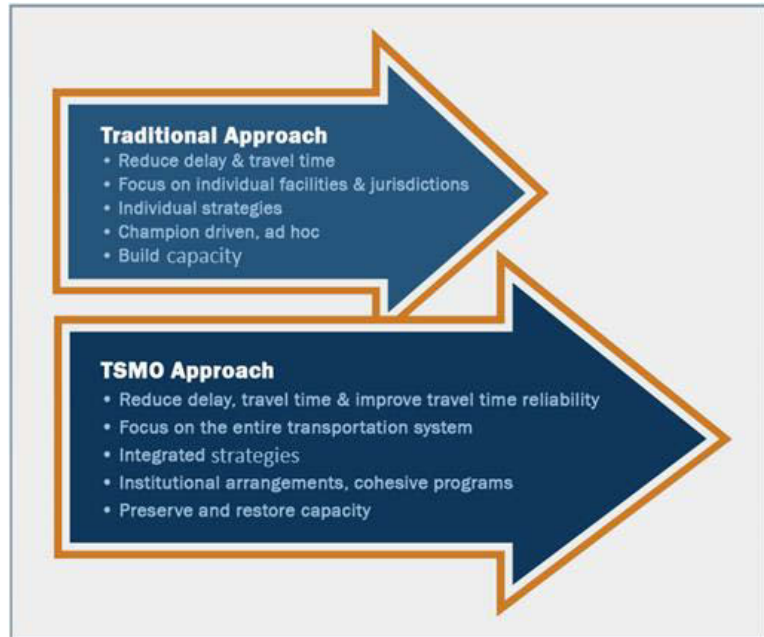 Traditional Approach
• Reduce delay & travel time
• Focus on individual facilities & jurisdictions
• Individual strategies
• Champion driven, ad hoc
• Build capacity
TSMO Approach
• Reduce delay, travel time & improve travel time reliability
• Focus on the entire transportation system
• Integrated strategies
• Institutional arrangements, cohesive programs
• Preserve and restore capacity